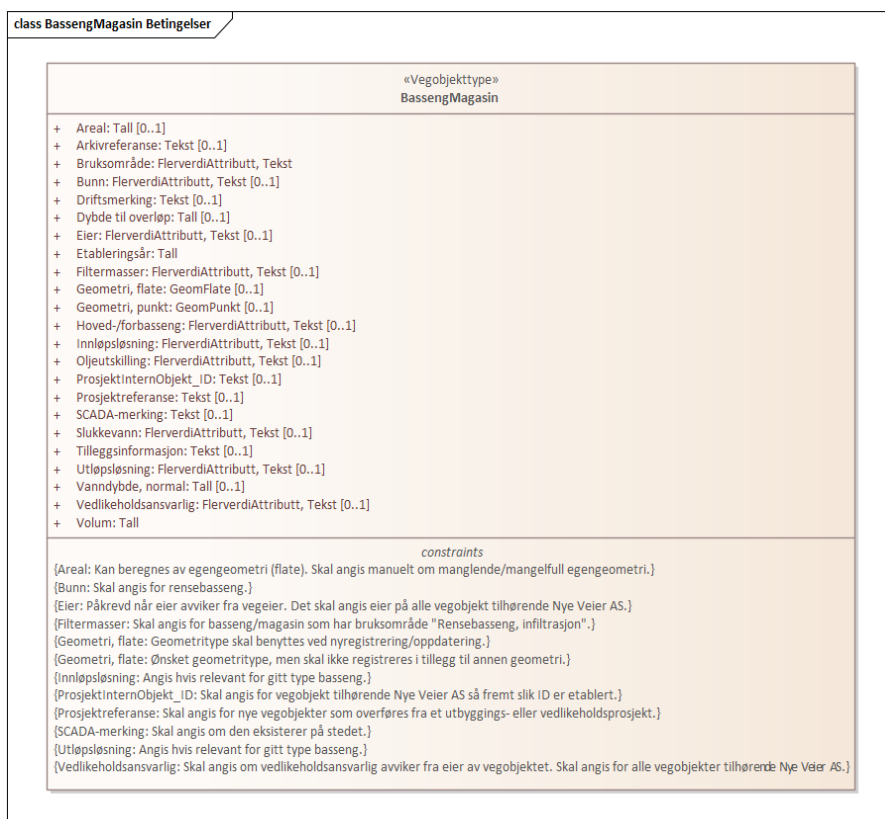 class BassengMagasin Betingelser
«Vegobjekttype»
BassengMagasin
+ Areal: Tall [0..1]
+ Arkivreferanse: Tekst [0..1]
+ Bruksområde: FlerverdiAttributt, Tekst
+ Bunn: FlerverdiAttributt, Tekst [0..1]
+ Driftsmerking: Tekst [0..1]
+ Dybde til overløp: Tall [0..1]
+ Eier: FlerverdiAttributt, Tekst [0..1]
+ Etableringsår: Tall
+ Filtermasser: FlerverdiAttributt, Tekst [0..1]
+ Geometri, flate: GeomFlate [0..1]
+ Geometri, punkt: GeomPunkt [0..1]
+ Hoved-/forbasseng: FlerverdiAttributt, Tekst [0..1]
+ Innløpsløsning: FlerverdiAttributt, Tekst [0..1]
+ Oljeutskilling: FlerverdiAttributt, Tekst [0..1]
+ ProsjektInternObjekt_ID: Tekst [0..1]
+ Prosjektreferanse: Tekst [0..1]
+ SCADA-merking: Tekst [0..1]
+ Slukkevann: FlerverdiAttributt, Tekst [0..1]
+ Tilleggsinformasjon: Tekst [0..1]
+ Utløpsløsning: FlerverdiAttributt, Tekst [0..1]
+ Vanndybde, normal: Tall [0..1]
+ Vedlikeholdsansvarlig: FlerverdiAttributt, Tekst [0..1]
+ Volum: Tall
constraints
{Areal: Kan beregnes av egengeometri (flate). Skal angis manuelt om manglende/mangelfull egengeometri.}
{Bunn: Skal angis for rensebasseng.}
{Eier: Påkrevd når eier avviker fra vegeier. Det skal angis eier på alle vegobjekt tilhørende Nye Veier AS.}
{Filtermasser: Skal angis for basseng/magasin som har bruksområde "Rensebasseng, infiltrasjon".}
{Geometri, flate: Geometritype skal benyttes ved nyregistrering/oppdatering.}
{Geometri, flate: Ønsket geometritype, men skal ikke registreres i tillegg til annen geometri.}
{Innløpsløsning: Angis hvis relevant for gitt type basseng.}
{ProsjektInternObjekt_ID: Skal angis for vegobjekt tilhørende Nye Veier AS så fremt slik ID er etablert.}
{Prosjektreferanse: Skal angis for nye vegobjekter som overføres fra et utbyggings- eller vedlikeholdsprosjekt.}
{SCADA-merking: Skal angis om den eksisterer på stedet.}
{Utløpsløsning: Angis hvis relevant for gitt type basseng.}
{Vedlikeholdsansvarlig: Skal angis om vedlikeholdsansvarlig avviker fra eier av vegobjektet. Skal angis for alle vegobjekter tilhørende Nye Veier AS.}